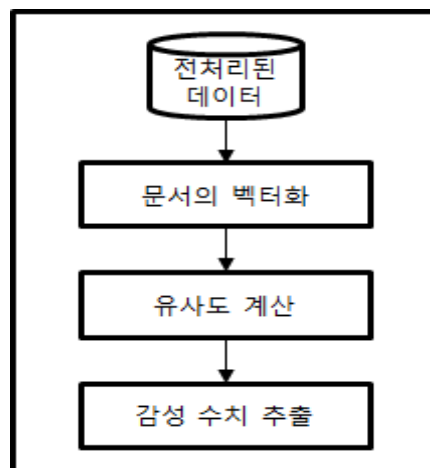 전처리된
데이터
문서의 벡터화
유사도 계산
감성 수치 추출